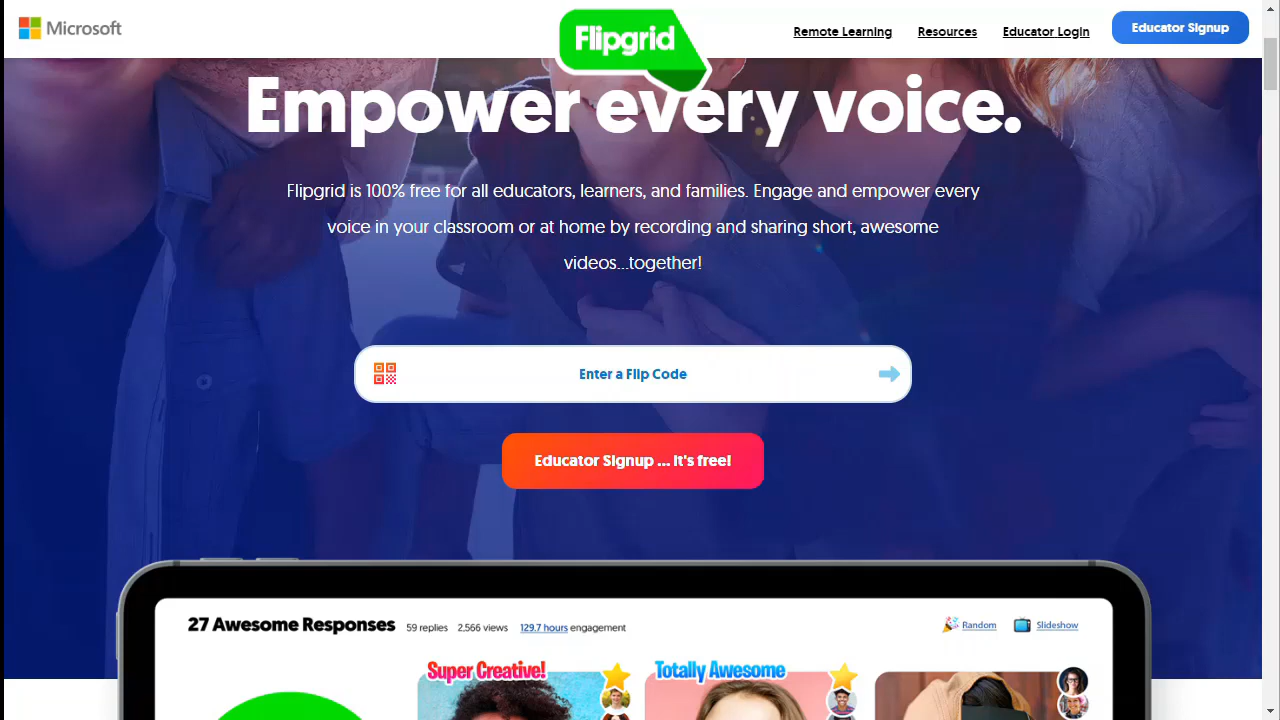 Microsoft
Flipgrid
Remote Learning
Resources
Educator Login
Educator Signup
Empower every voice.
Flipgrid is 100% free for all educators, learners, and families. Engage and empower every
voice in your classroom or at home by recording and sharing short, awesome
videos...together!
Enter a Flip Code
Educator Signup ... it's free!
27 Awesome Responses 59 replies 2,566 views 129.7 hours engagement
Random
Slideshow
Super Creative!
Totally Awesome